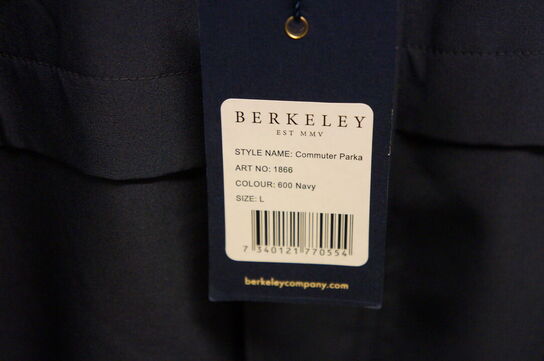 BERKELEY
EST MMV
STYLE NAME: Commuter Parka
ART NO: 1866
COLOUR: 600 Navy
SIZE: L
7 340121 770554
berkeleycompany.com